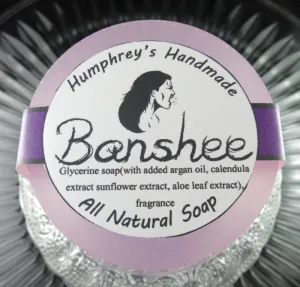 Humphrey's Handmade
Banshee
Glycerine soap(with added argan oil, calendula
extract sunflower extract, aloe leaf extract),
fragrance
All Natural Soap